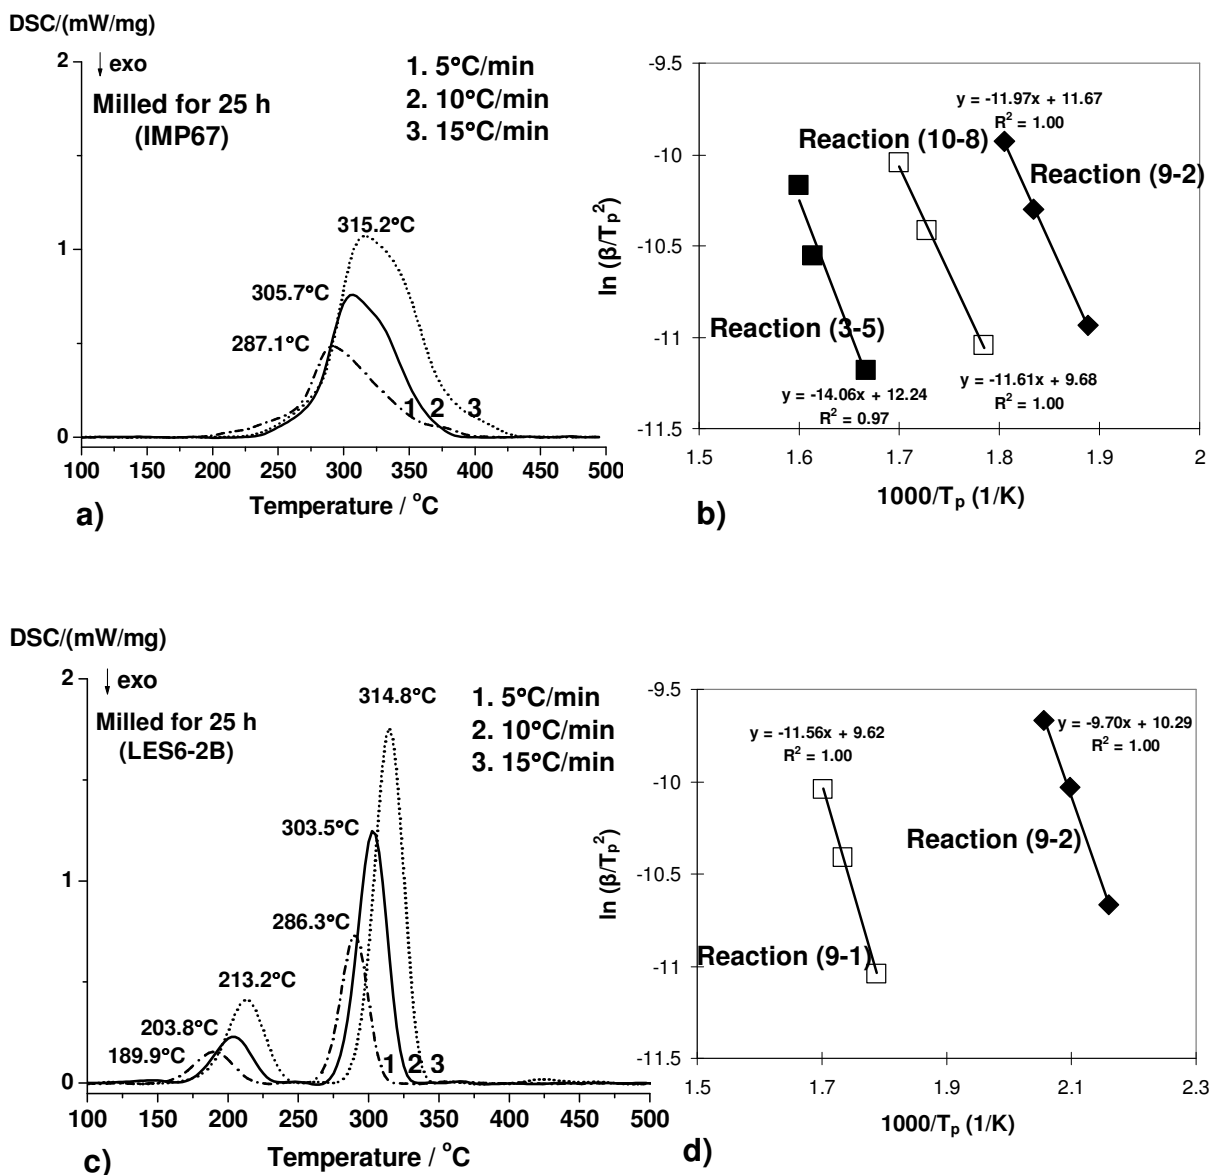 DSC/(mW/mg)
2
↓ exo
Milled for 25 h
(IMP67)
1. 5°C/min
2. 10°C/min
3. 15°C/min
315.2°C
1
305.7°C
287.1°C
1 2 3
0
100 150 200 250 300 350 400 450 500
Temperature / °C
a)
-9.5
y = -11.97x + 11.67
R² = 1.00
Reaction (10-8)
-10
Reaction (9-2)
ln (β/Tp²)
-10.5
Reaction (3-5)
-11
y = -14.06x + 12.24
R² = 0.97
y = -11.61x + 9.68
R² = 1.00
-11.5
1.5 1.6 1.7 1.8 1.9 2
1000/Tp (1/K)
b)
DSC/(mW/mg)
2
↓ exo
Milled for 25 h
(LES6-2B)
314.8°C
1. 5°C/min
2. 10°C/min
3. 15°C/min
303.5°C
1
286.3°C
213.2°C
203.8°C
189.9°C
1 2 3
0
100 150 200 250 300 350 400 450 500
Temperature / °C
c)
-9.5
y = -11.56x + 9.62
R² = 1.00
y = -9.70x + 10.29
R² = 1.00
-10
Reaction (9-2)
ln (β/Tp²)
-10.5
Reaction (9-1)
-11
-11.5
1.5 1.7 1.9 2.1 2.3
1000/Tp (1/K)
d)